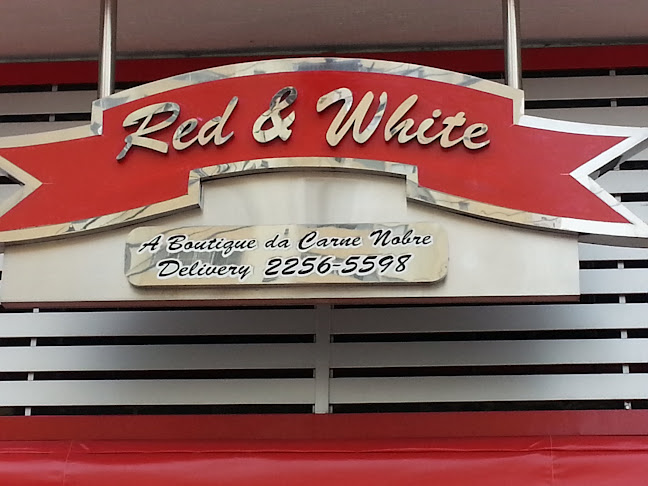 Red & White
A Boutique da Carne Nobre
Delivery 2256-5598